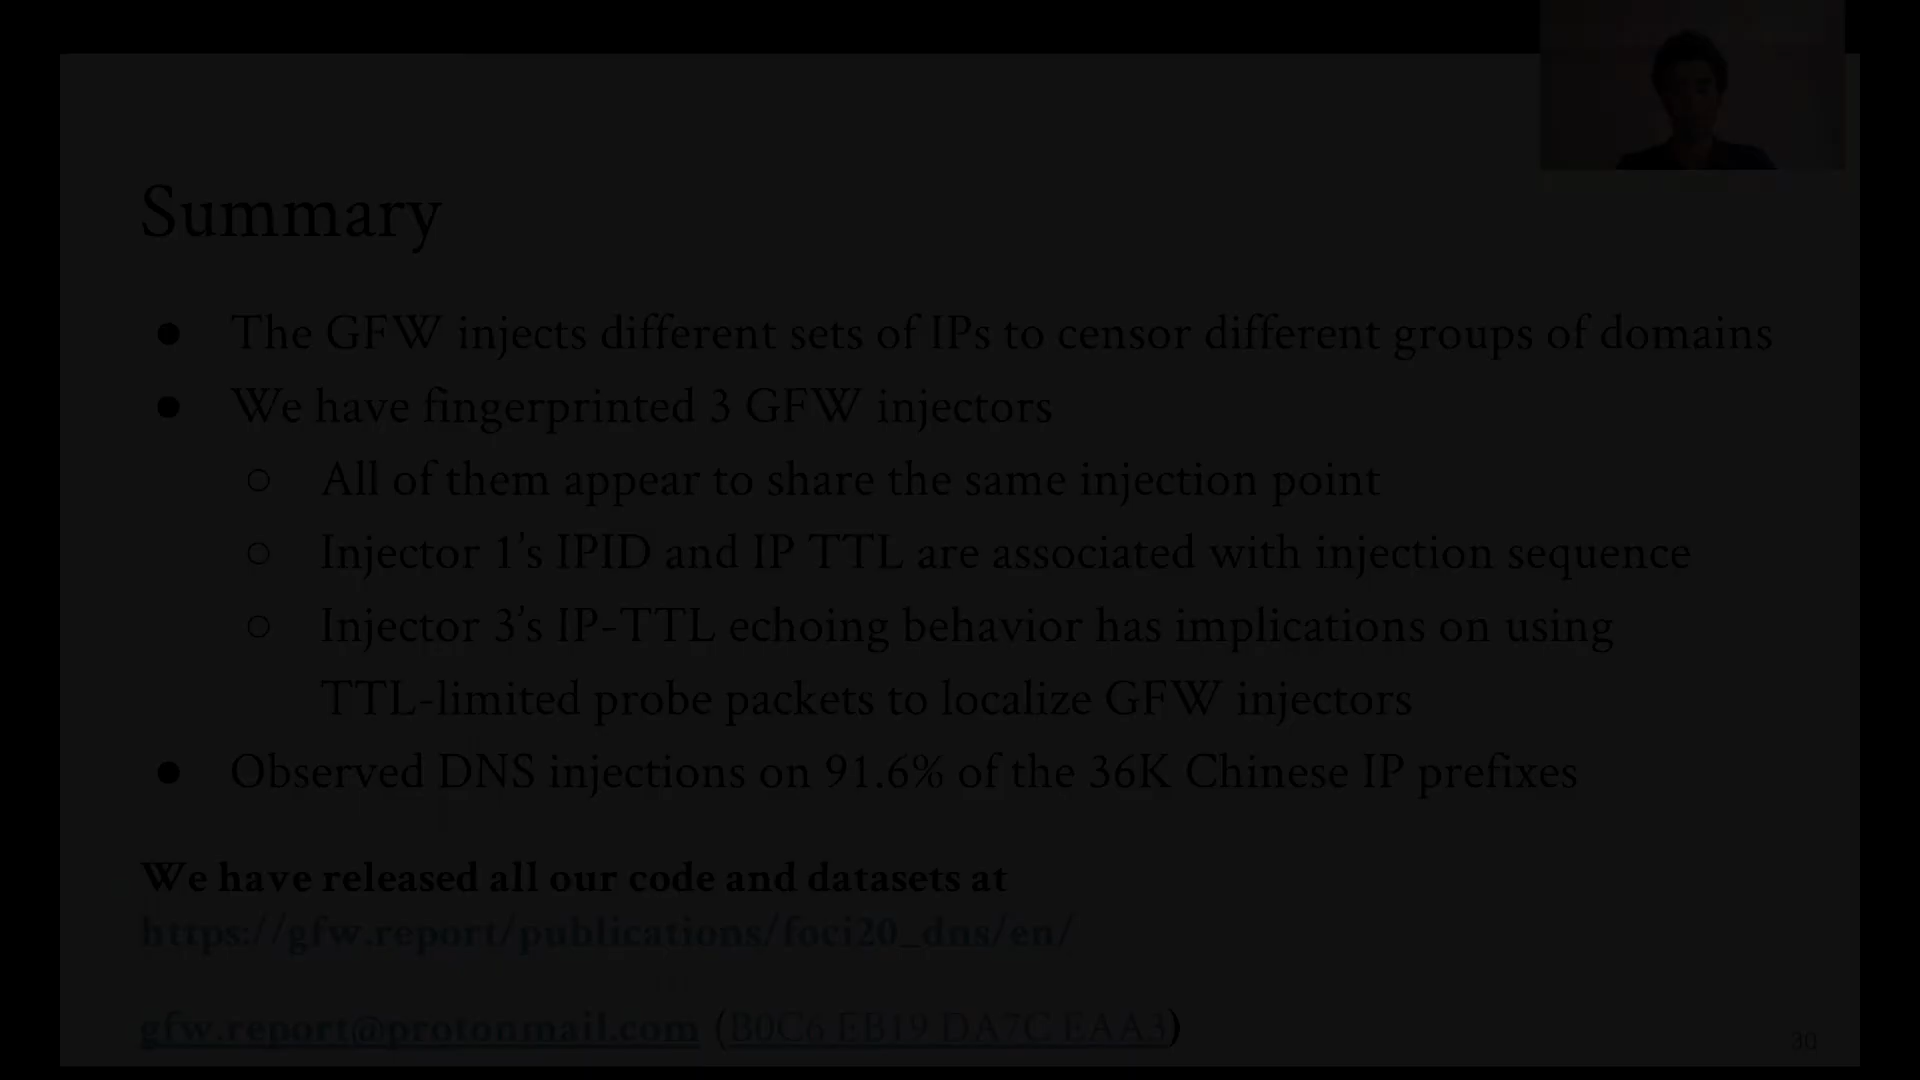 Summary
● The GFW injects different sets of IPs to censor different groups of domains
● We have fingerprinted 3 GFW injectors
○ All of them appear to share the same injection point
○ Injector 1’s IPID and IP TTL are associated with injection sequence
○ Injector 3’s IP-TTL echoing behavior has implications on using
TTL-limited probe packets to localize GFW injectors
● Observed DNS injections on 91.6% of the 36K Chinese IP prefixes
We have released all our code and datasets at
https://gfw.report/publications/foci20_dns/en/
gfw.report@protonmail.com (B0C6 EB19 DA7C EAA3)
30